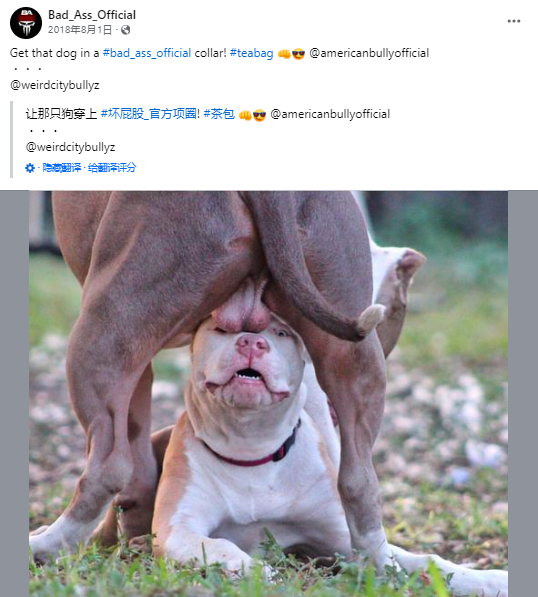 Bad_Ass_Official
2018年8月1日 ·
Get that dog in a #bad_ass_official collar! #teabag 👊😎 @americanbullyofficial
· · ·
@weirdcitybullyz
让那只狗穿上 #坏屁股_官方项圈! #茶包 👊😎 @americanbullyofficial
· · ·
@weirdcitybullyz
· 隐藏翻译 · 给翻译评分